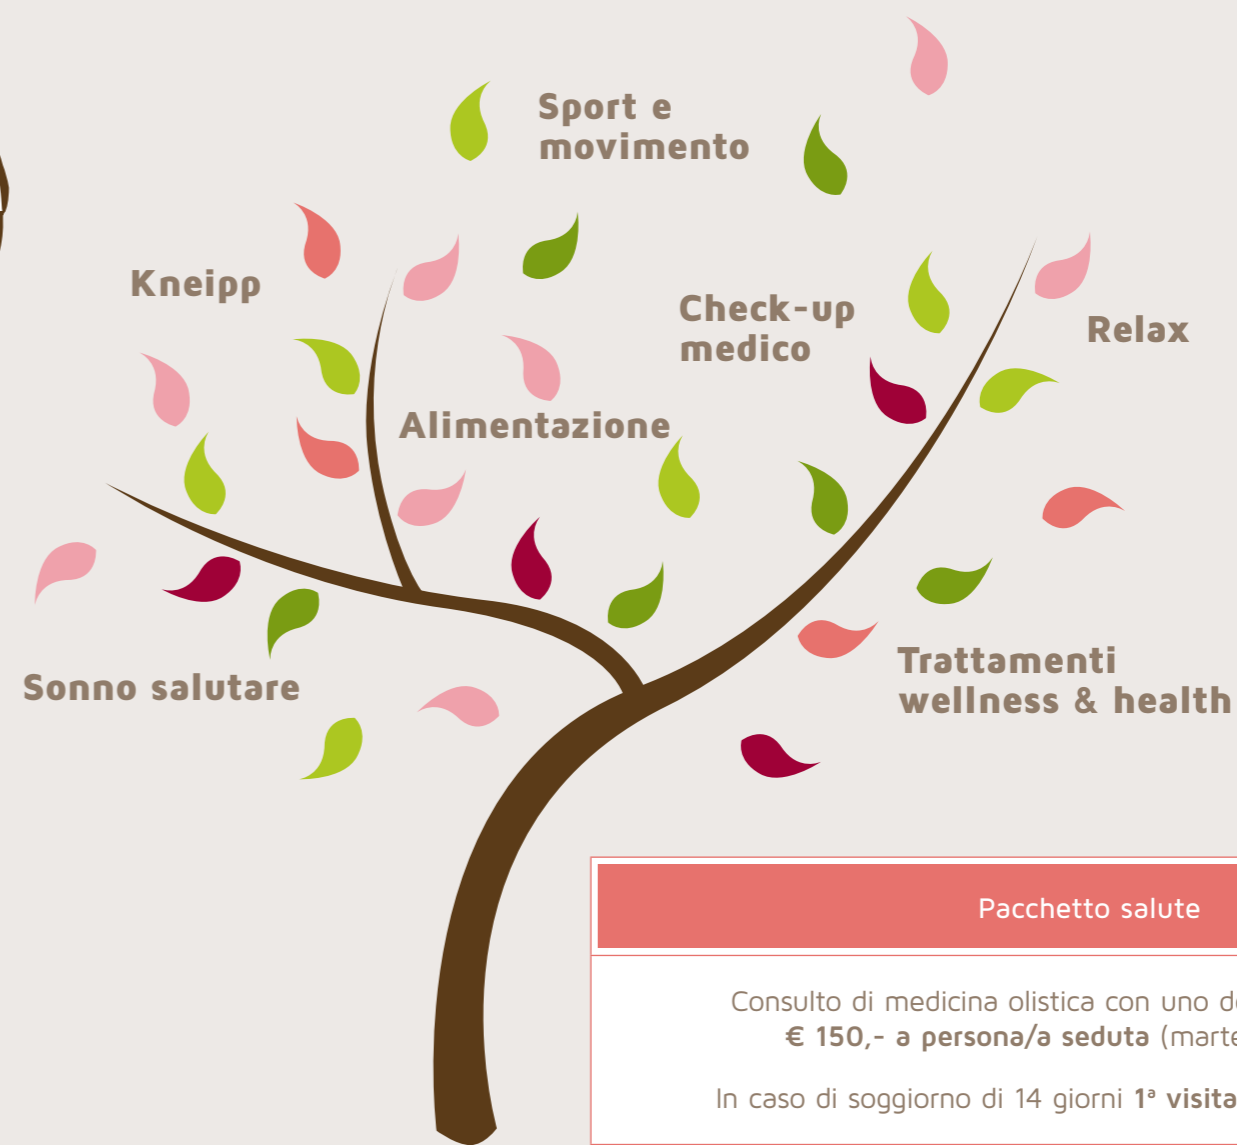 Sport e
movimento
Kneipp
Check-up
medico
Relax
Alimentazione
Trattamenti
wellness & health
Sonno salutare
Pacchetto salute
Consulto di medicina olistica con uno
€ 150,- a persona/a seduta
In caso di soggiorno di 14 giorni 1ª visita